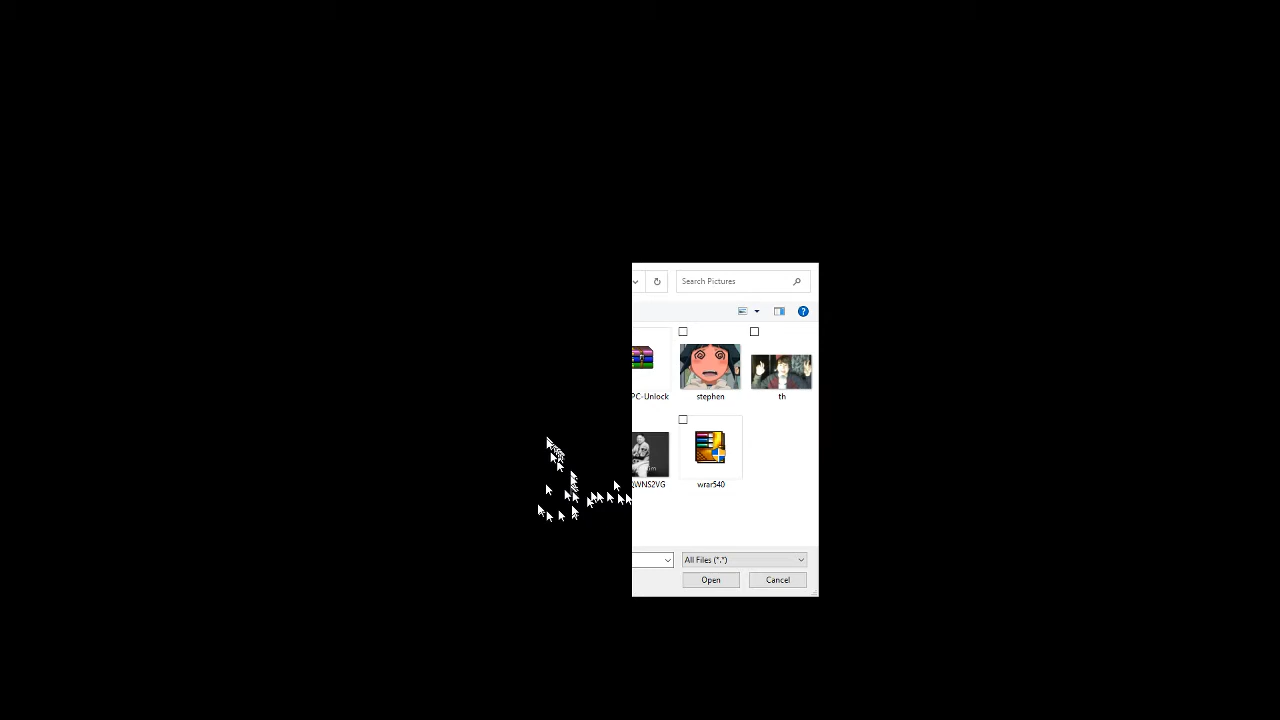 Search Pictures
PC-Unlock
stephen
th
QWNS2VG
wrar540
All Files (*.*)
Open
Cancel